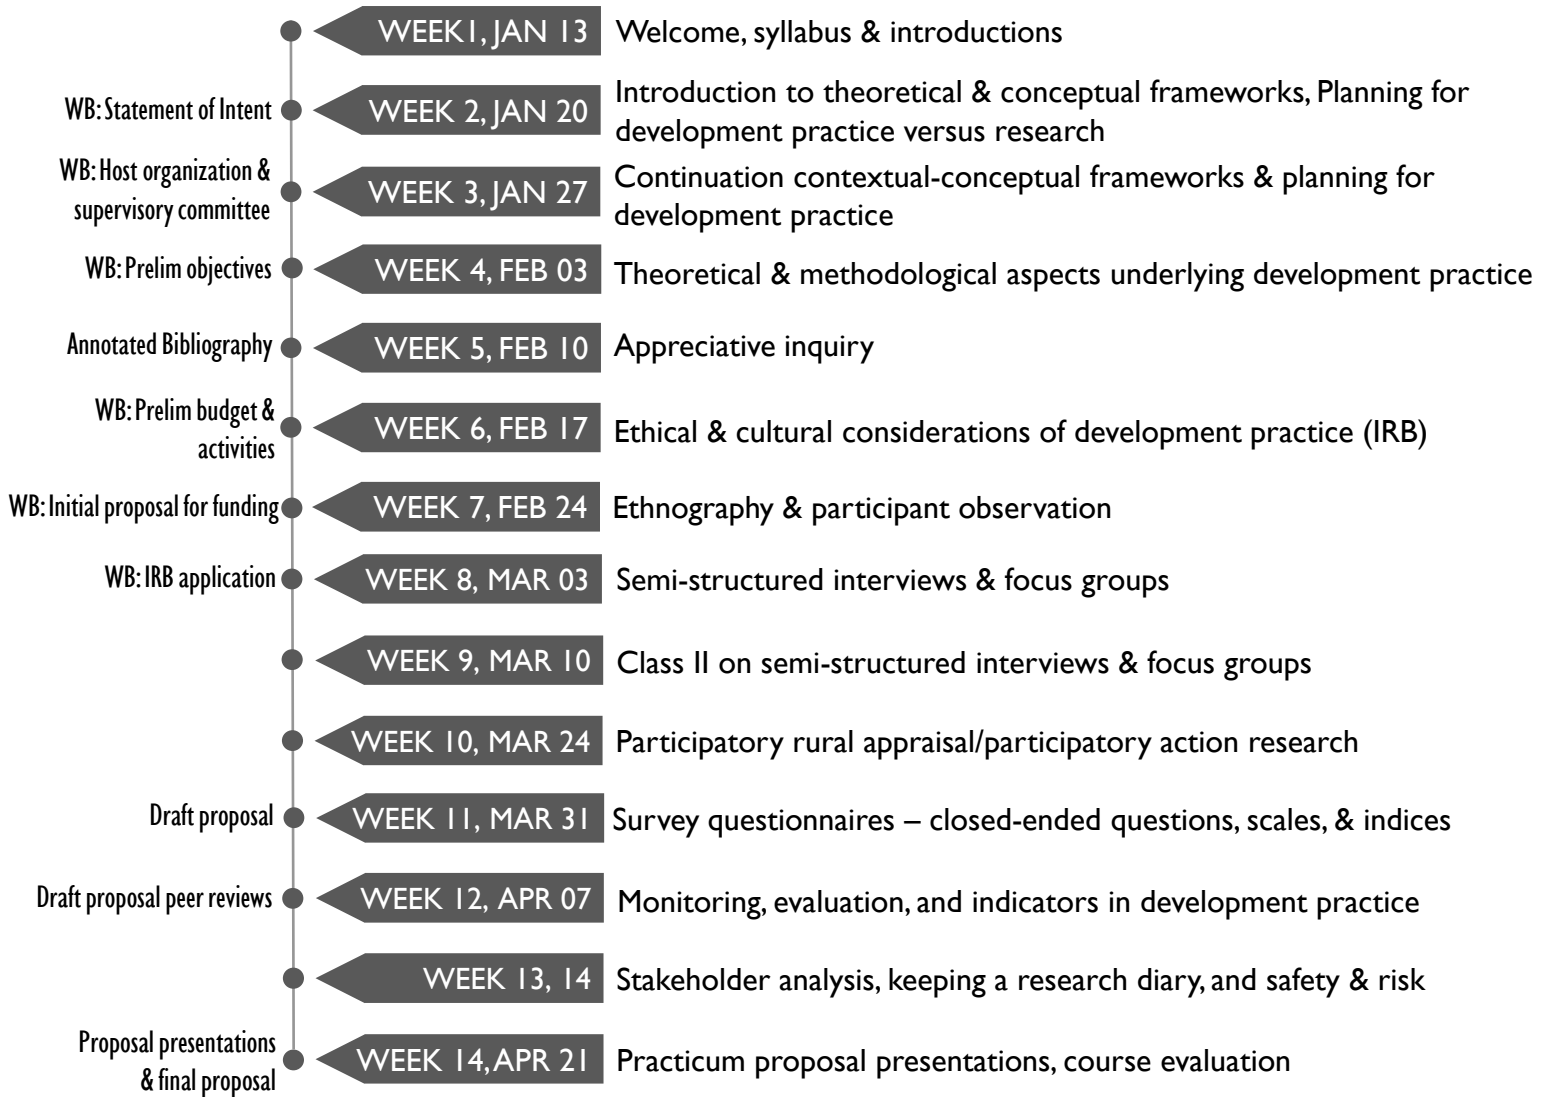 WEEK1, JAN 13
Welcome, syllabus & introductions
WB: Statement of Intent
WEEK 2, JAN 20
Introduction to theoretical & conceptual frameworks, Planning for
development practice versus research
WB: Host organization &
supervisory committee
WEEK 3, JAN 27
Continuation contextual-conceptual frameworks & planning for
development practice
WB: Prelim objectives
WEEK 4, FEB 03
Theoretical & methodological aspects underlying development practice
Annotated Bibliography
WEEK 5, FEB 10
Appreciative inquiry
WB: Prelim budget &
activities
WEEK 6, FEB 17
Ethical & cultural considerations of development practice (IRB)
WB: Initial proposal for funding
WEEK 7, FEB 24
Ethnography & participant observation
WB: IRB application
WEEK 8, MAR 03
Semi-structured interviews & focus groups
WEEK 9, MAR 10
Class II on semi-structured interviews & focus groups
WEEK 10, MAR 24
Participatory rural appraisal/participatory action research
Draft proposal
WEEK 11, MAR 31
Survey questionnaires – closed-ended questions, scales, & indices
Draft proposal peer reviews
WEEK 12, APR 07
Monitoring, evaluation, and indicators in development practice
WEEK 13, 14
Stakeholder analysis, keeping a research diary, and safety & risk
Proposal presentations
& final proposal
WEEK 14, APR 21
Practicum proposal presentations, course evaluation